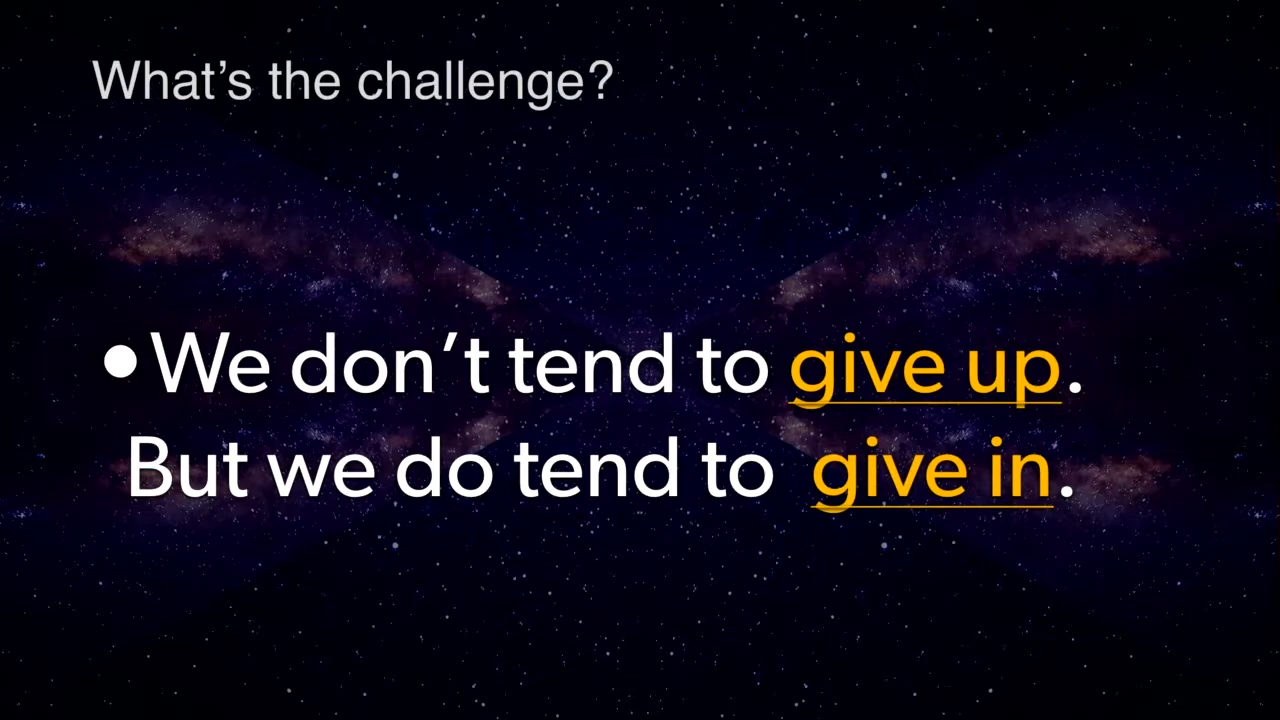 What’s the challenge?
•We don′t tend to give up.
But we do tend to give in.